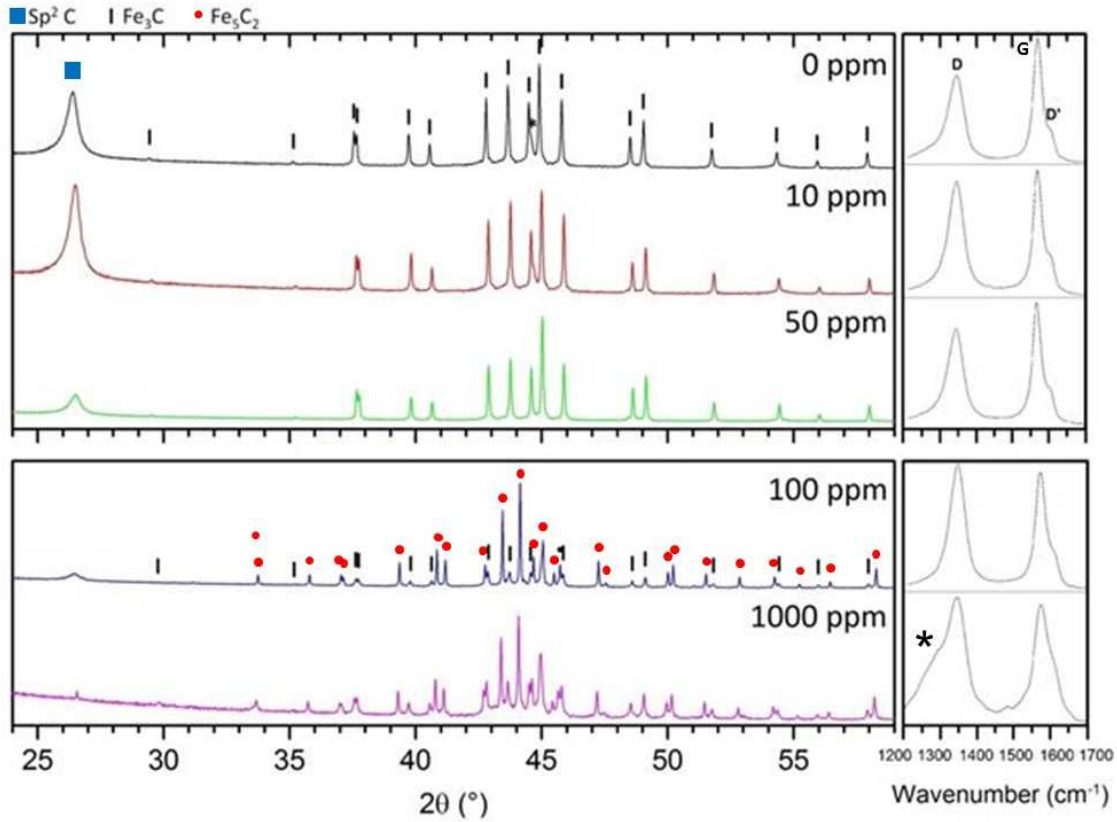 Sp² C Fe₃C Fe₅C₂
0 ppm
D G D'
10 ppm
50 ppm
100 ppm
1000 ppm
*
25 30 35 40 45 50 55 1200 1300 1400 1500 1600 1700
2θ (°)
Wavenumber (cm⁻¹)